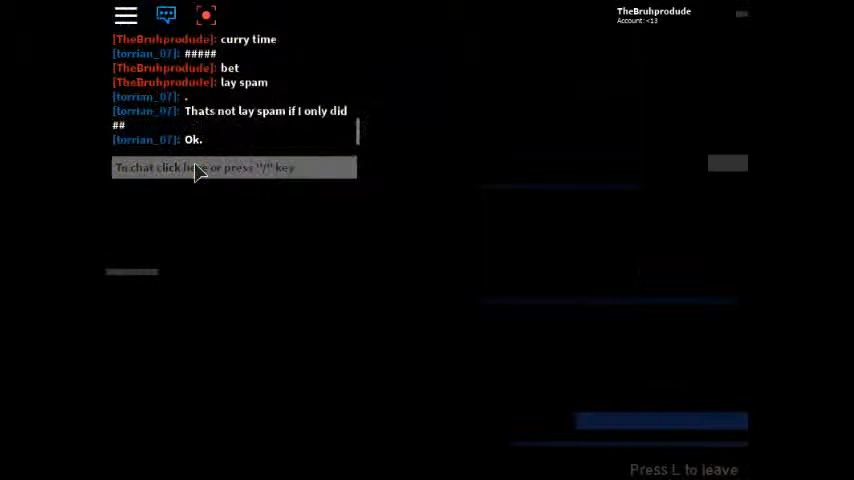 TheBruhprodude
Account: <13
[TheBruhprodude]: curry time
[torrian_07]: #####
[TheBruhprodude]: bet
[TheBruhprodude]: lay spam
[torrian_07]: .
[torrian_07]: Thats not lay spam if I only did
##
[torrian_07]: Ok.
To chat click here or press "/" key
Press L to leave